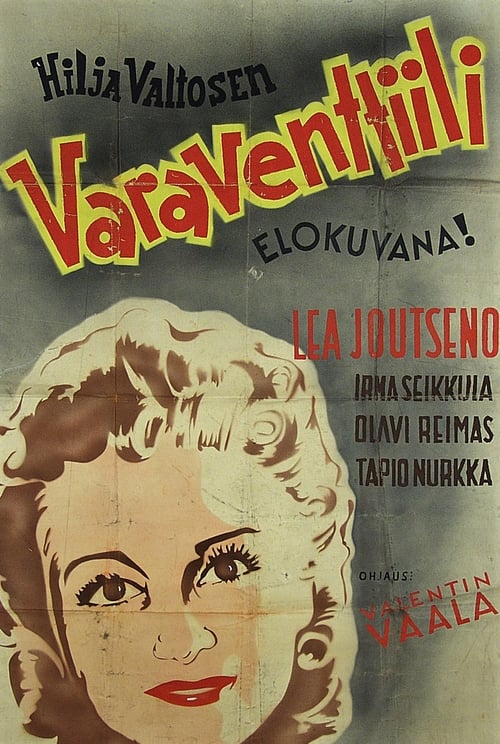 HILJA VALTOSEN
VARAVENTTIILI
ELOKUVANA!
LEA JOUTSENO
IRMA SEIKKULA
OLAVI REIMAS
TAPIO NURKKA
OHJAUS:
VALENTIN
VAALA